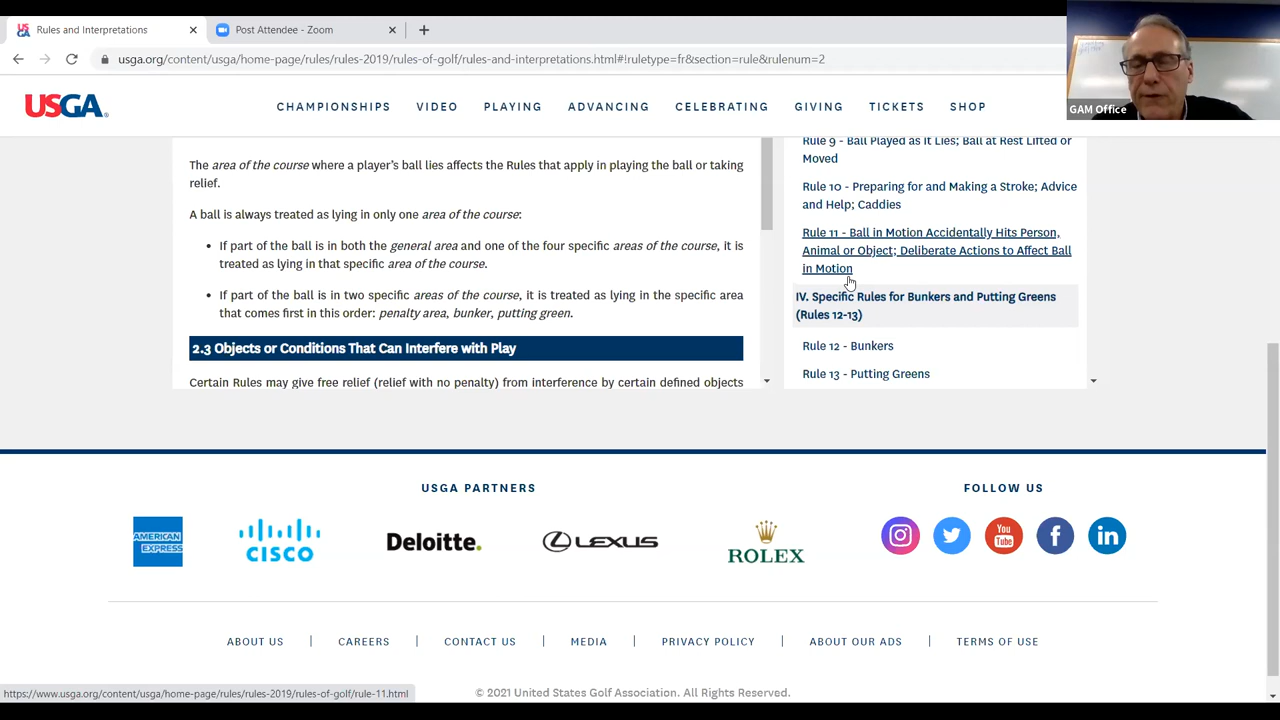 Rules and Interpretations
Post Attendee - Zoom
usga.org/content/usga/home-page/rules/rules-2019/rules-of-golf/rules-and-interpretations.html#!ruletype=fr&section=rule&rulenum=2
GAM Office
USGA
CHAMPIONSHIPS VIDEO PLAYING ADVANCING CELEBRATING GIVING TICKETS SHOP
The area of the course where a player's ball lies affects the Rules that apply in playing the ball or taking
relief.
A ball is always treated as lying in only one area of the course:
• If part of the ball is in both the general area and one of the four specific areas of the course, it is
treated as lying in that specific area of the course.
• If part of the ball is in two specific areas of the course, it is treated as lying in the specific area
that comes first in this order: penalty area, bunker, putting green.
2.3 Objects or Conditions That Can Interfere with Play
Certain Rules may give free relief (relief with no penalty) from interference by certain defined objects
Rule 9 - Ball Played as It Lies; Ball at Rest Lifted or
Moved
Rule 10 - Preparing for and Making a Stroke; Advice
and Help; Caddies
Rule 11 - Ball in Motion Accidentally Hits Person,
Animal or Object; Deliberate Actions to Affect Ball
in Motion
IV. Specific Rules for Bunkers and Putting Greens
(Rules 12-13)
Rule 12 - Bunkers
Rule 13 - Putting Greens
USGA PARTNERS
FOLLOW US
AMERICAN
EXPRESS
CISCO
Deloitte.
LEXUS
ROLEX
You
Tube
ABOUT US | CAREERS | CONTACT US | MEDIA | PRIVACY POLICY | ABOUT OUR ADS | TERMS OF USE
https://www.usga.org/content/usga/home-page/rules/rules-2019/rules-of-golf/rule-11.html
© 2021 United States Golf Association. All Rights Reserved.